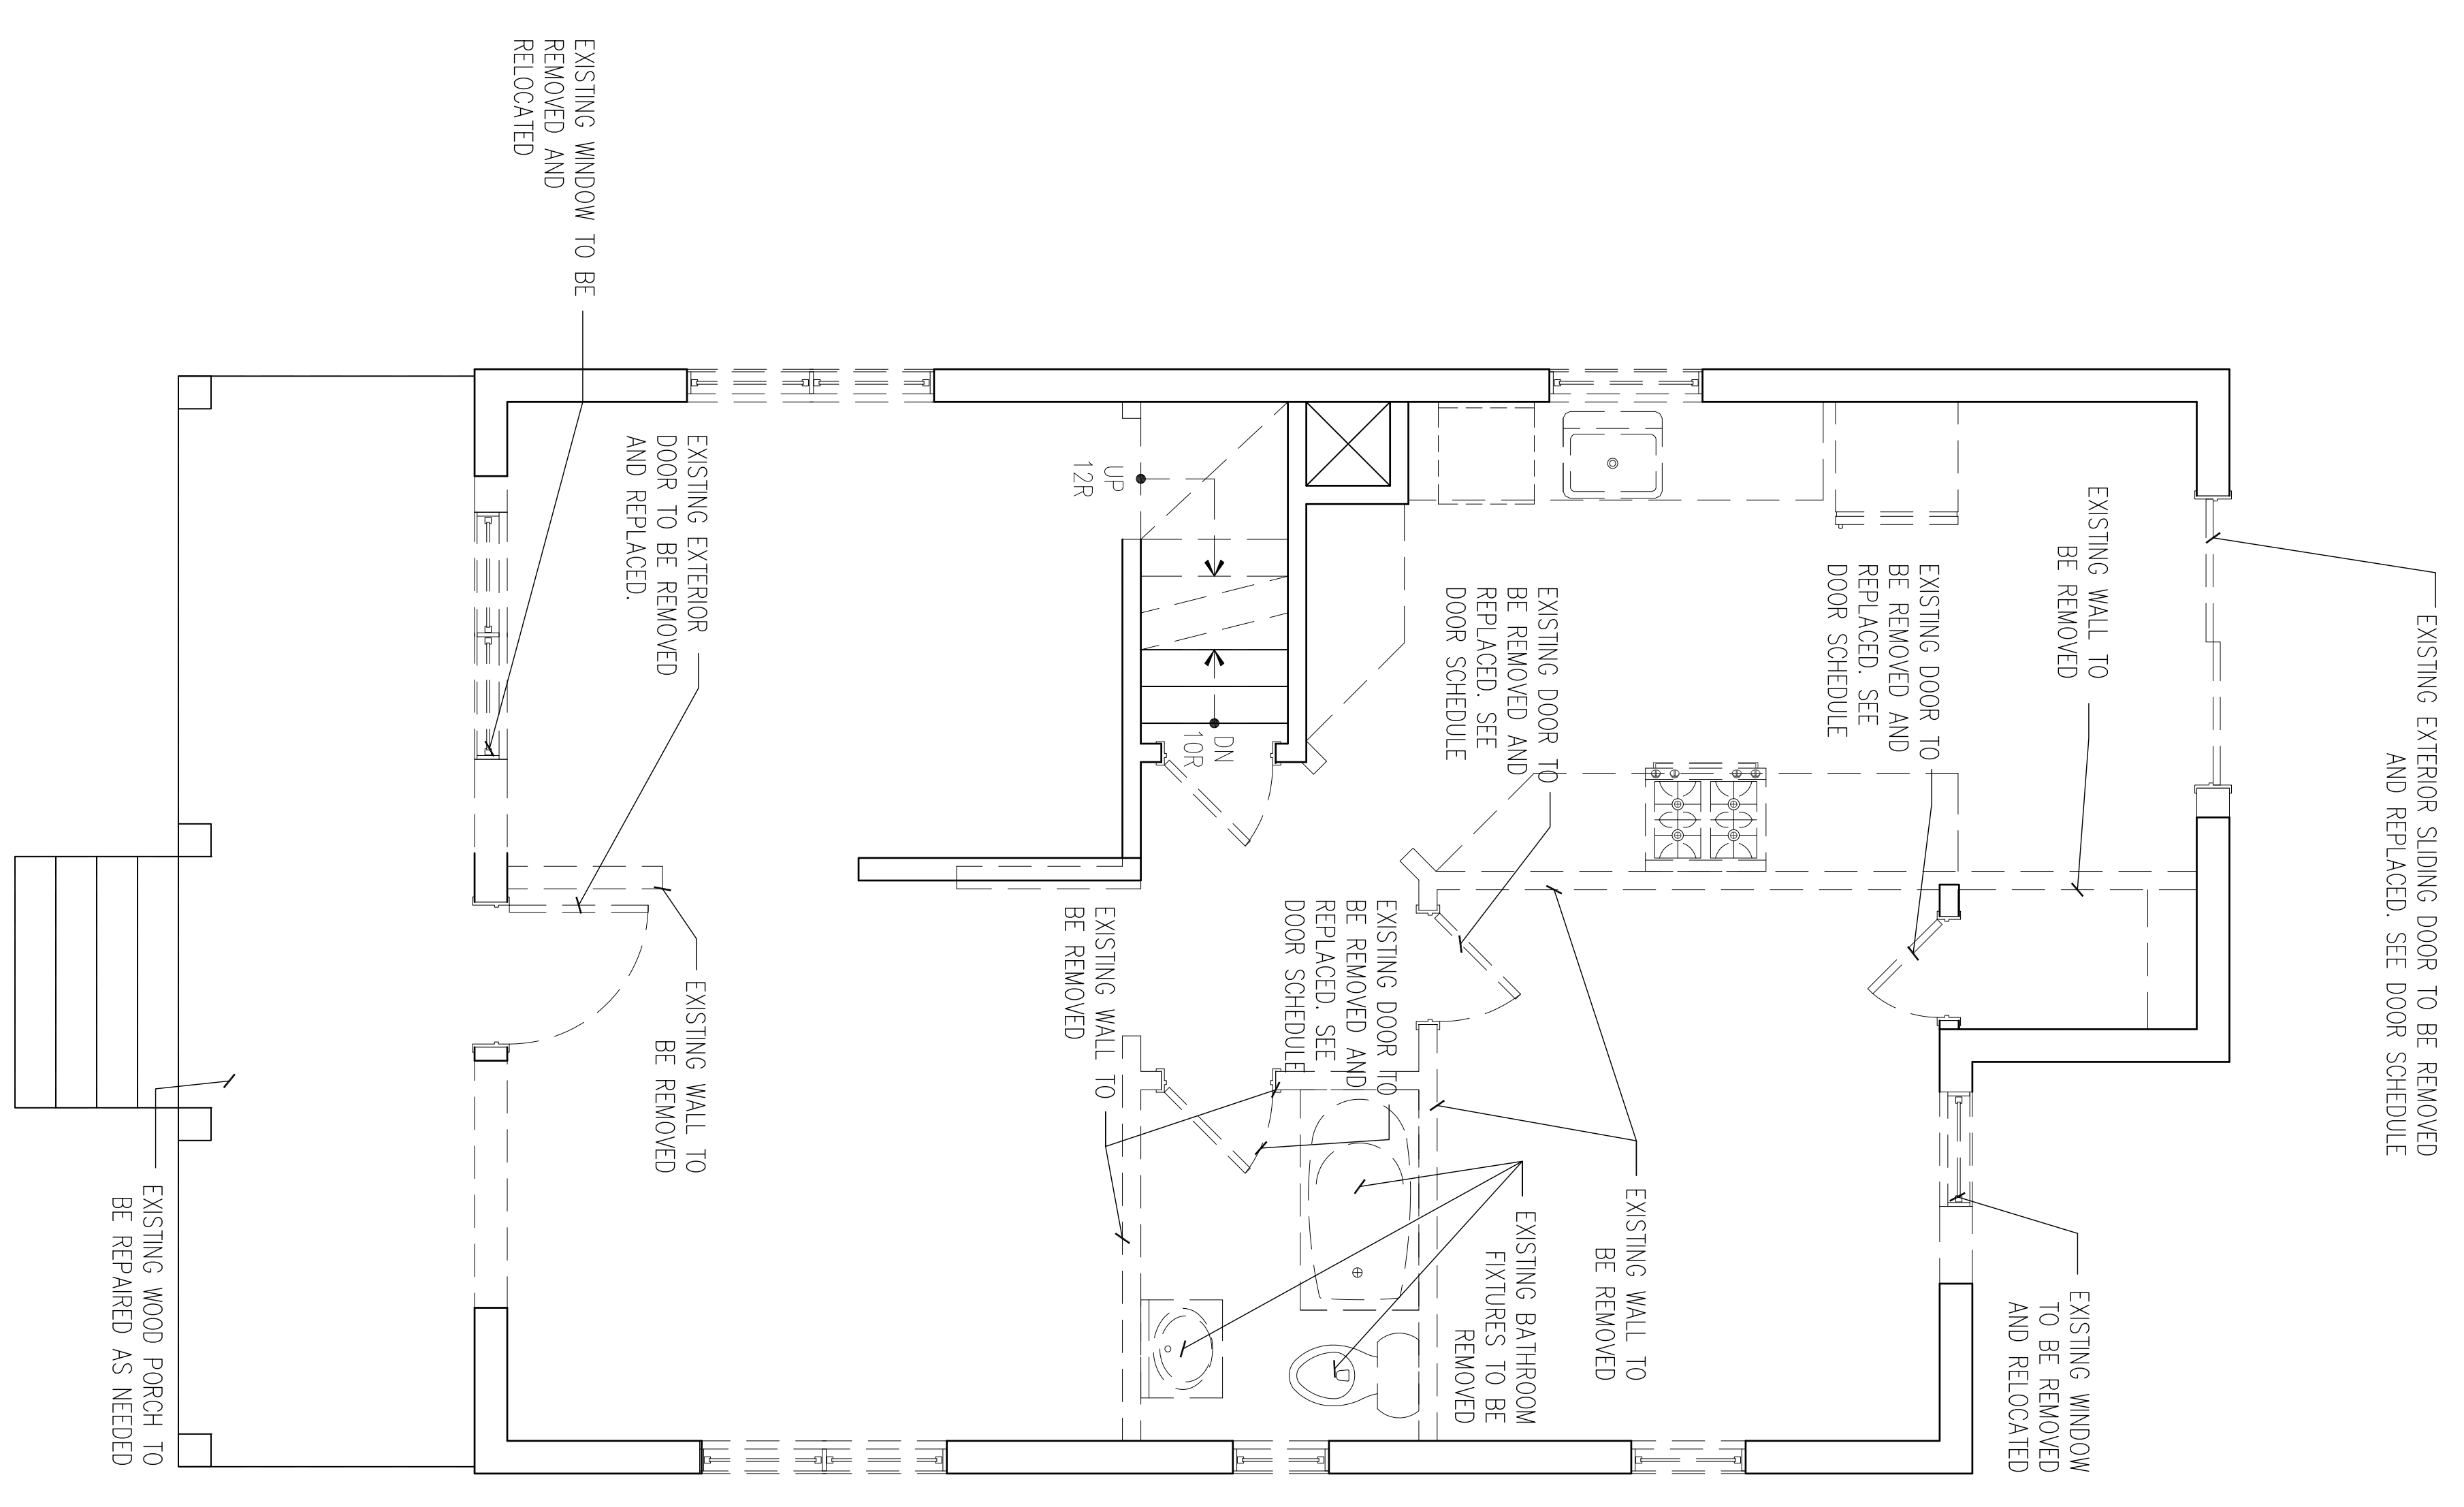 EXISTING EXTERIOR SLIDING DOOR TO BE REMOVED
AND REPLACED. SEE DOOR SCHEDULE
EXISTING WALL TO
BE REMOVED
EXISTING WINDOW
TO BE REMOVED
AND RELOCATED
EXISTING DOOR TO
BE REMOVED AND
REPLACED. SEE
DOOR SCHEDULE
EXISTING WALL TO
BE REMOVED
EXISTING DOOR TO
BE REMOVED AND
REPLACED. SEE
DOOR SCHEDULE
EXISTING BATHROOM
FIXTURES TO BE
REMOVED
EXISTING DOOR TO
BE REMOVED AND
REPLACED. SEE
DOOR SCHEDULE
DN
10R
UP
12R
EXISTING WALL TO
BE REMOVED
EXISTING EXTERIOR
DOOR TO BE REMOVED
AND REPLACED.
EXISTING WALL TO
BE REMOVED
EXISTING WINDOW TO BE
REMOVED AND
RELOCATED
EXISTING WOOD PORCH TO
BE REPAIRED AS NEEDED